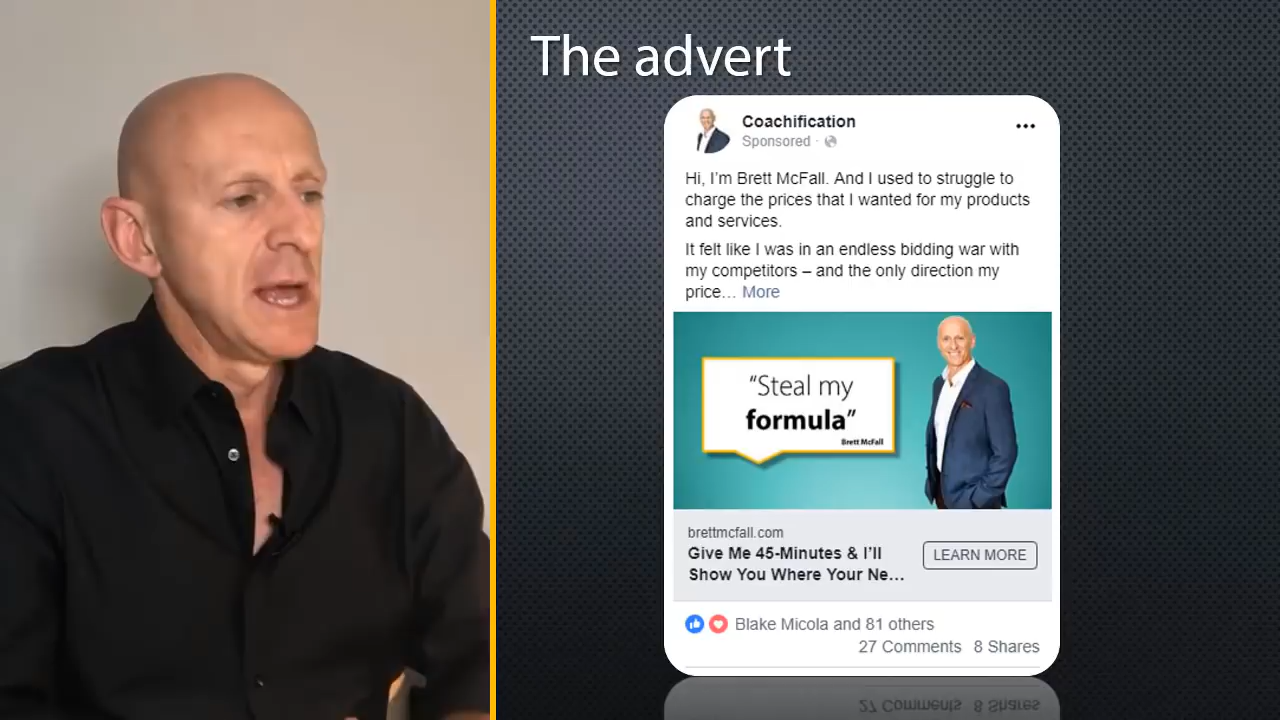 The advert
Coachification
Sponsored ·
Hi, I'm Brett McFall. And I used to struggle to
charge the prices that I wanted for my products
and services.
It felt like I was in an endless bidding war with
my competitors – and the only direction my
price… More
"Steal my
formula"
Brett McFall
brettmcfall.com
Give Me 45-Minutes & I'll
Show You Where Your Ne…
LEARN MORE
Blake Micola and 81 others
27 Comments 8 Shares